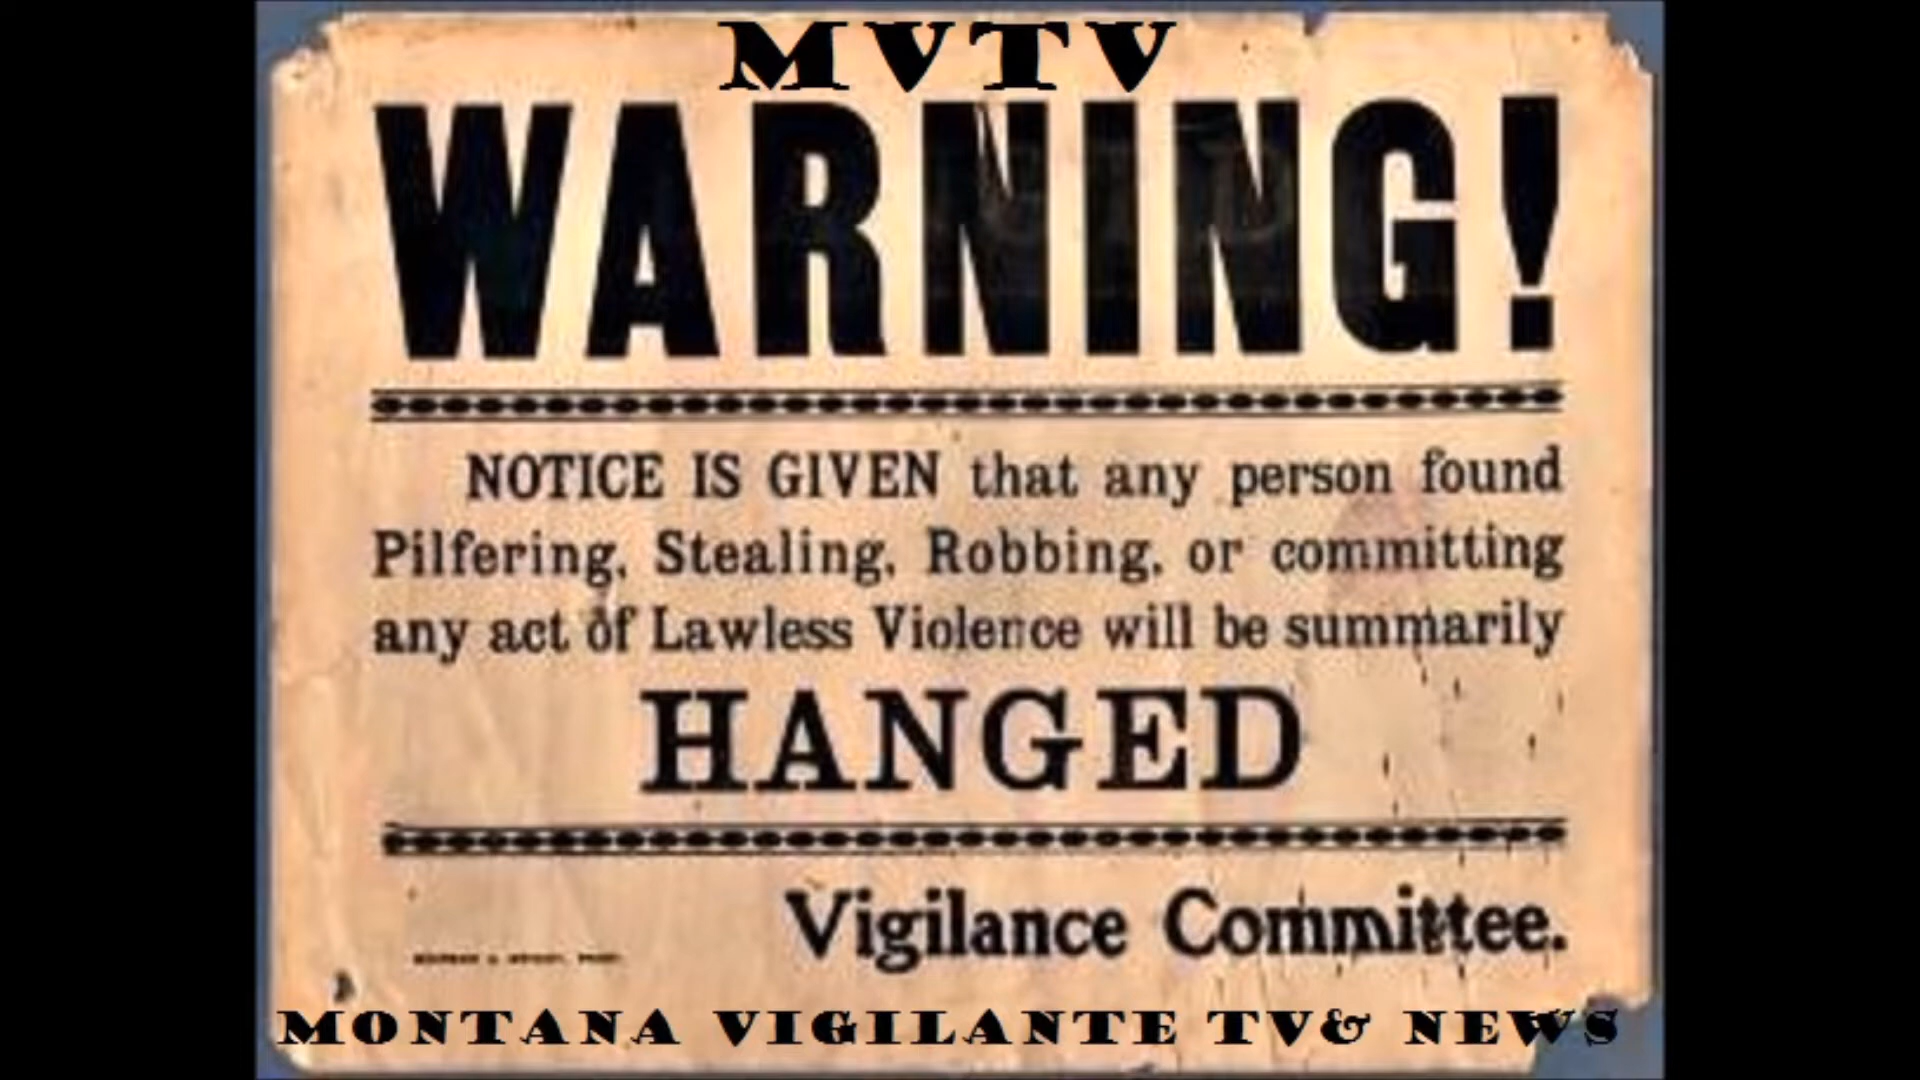 MVTV
WARNING!
NOTICE IS GIVEN that any person found
Pilfering, Stealing, Robbing, or committing
any act of Lawless Violence will be summarily
HANGED
Vigilance Committee.
MONTANA VIGILANTE TV& NEWS